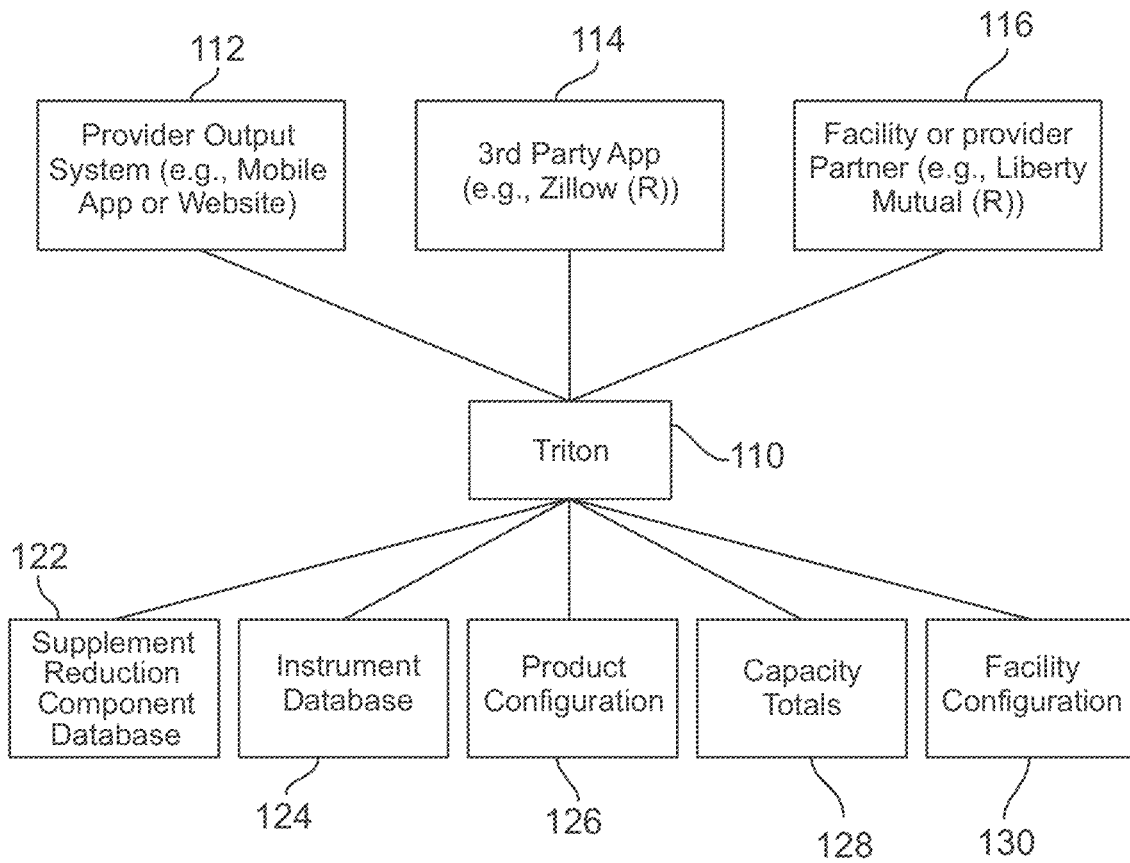 112
114
116
Provider Output
System (e.g., Mobile
App or Website)
3rd Party App
(e.g., Zillow (R))
Facility or provider
Partner (e.g., Liberty
Mutual (R))
Triton
110
122
Supplement
Reduction
Component
Database
Instrument
Database
Product
Configuration
Capacity
Totals
Facility
Configuration
124
126
128
130